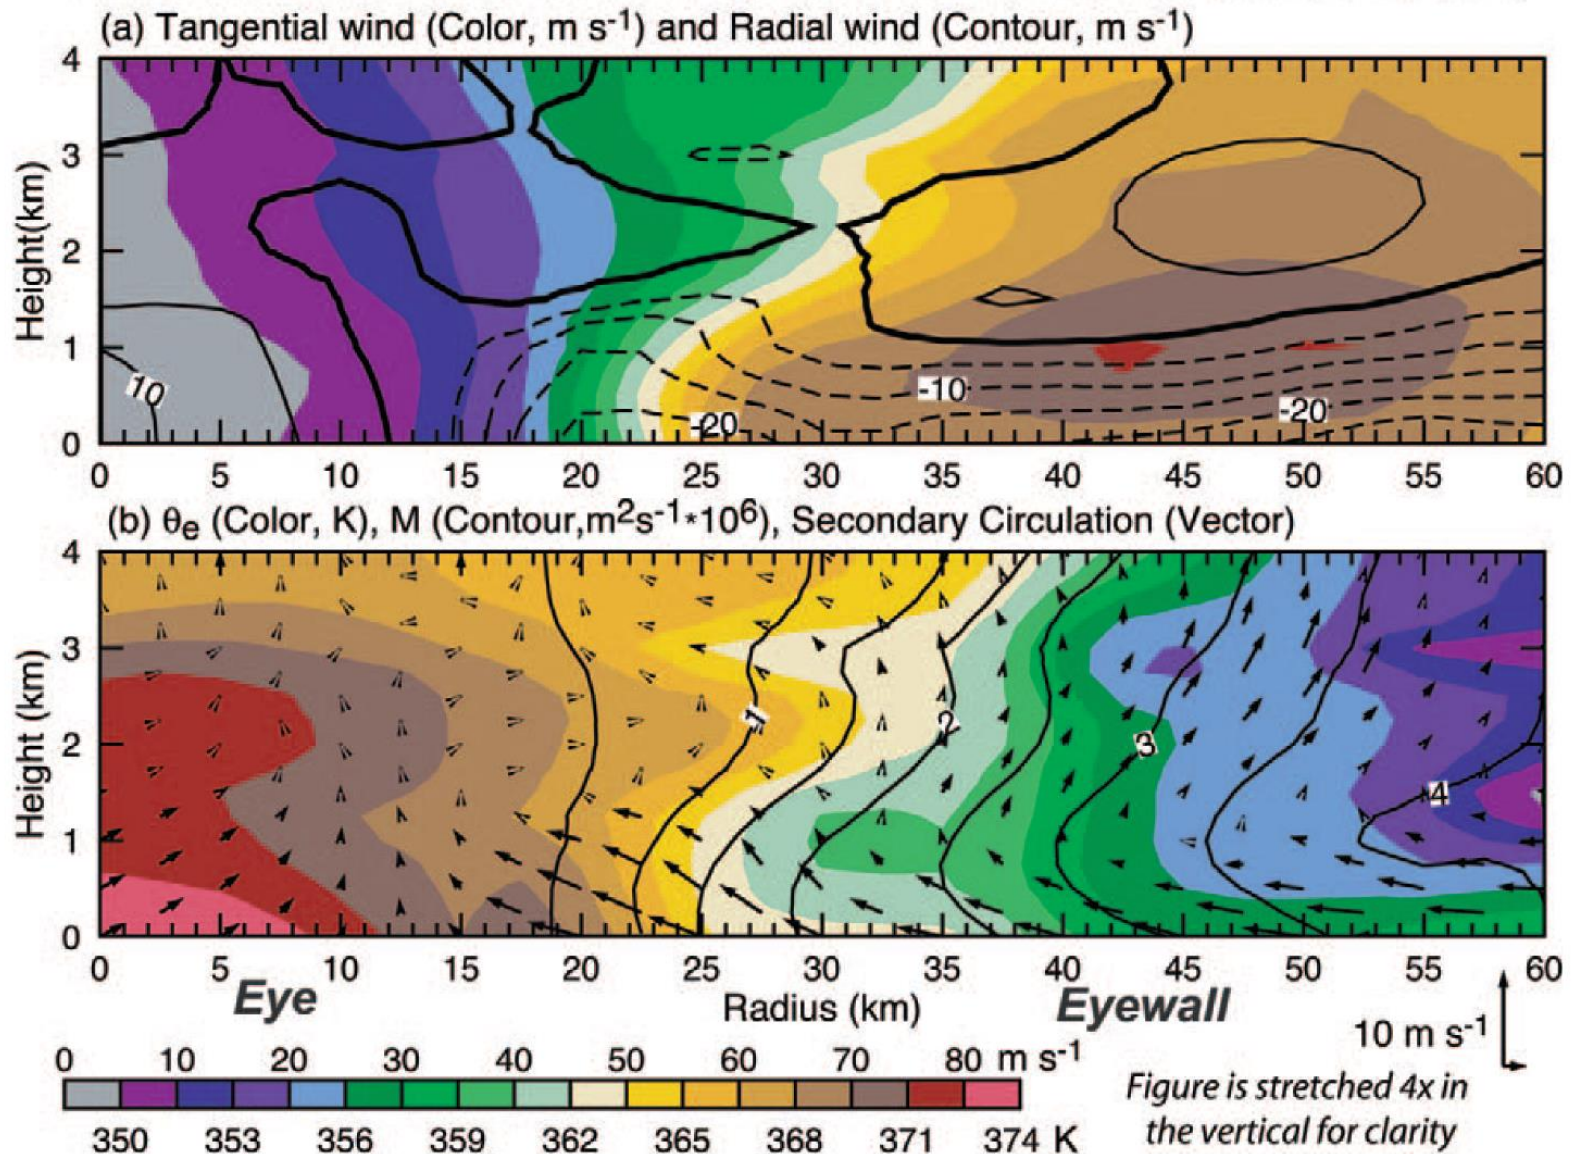 (a) Tangential wind (Color, m s-1) and Radial wind (Contour, m s-1)
4
3
2
1
0
Height(km)
10
-20
-10
-20
0 5 10 15 20 25 30 35 40 45 50 55 60
(b) θe (Color, K), M (Contour,m2s-1*106), Secondary Circulation (Vector)
4
3
2
1
0
Height (km)
1
2
3
4
0 5 10 15 20 25 30 35 40 45 50 55 60
Eye
Radius (km)
Eyewall
10 m s-1
0 10 20 30 40 50 60 70 80 m s-1
350 353 356 359 362 365 368 371 374 K
Figure is stretched 4x in
the vertical for clarity